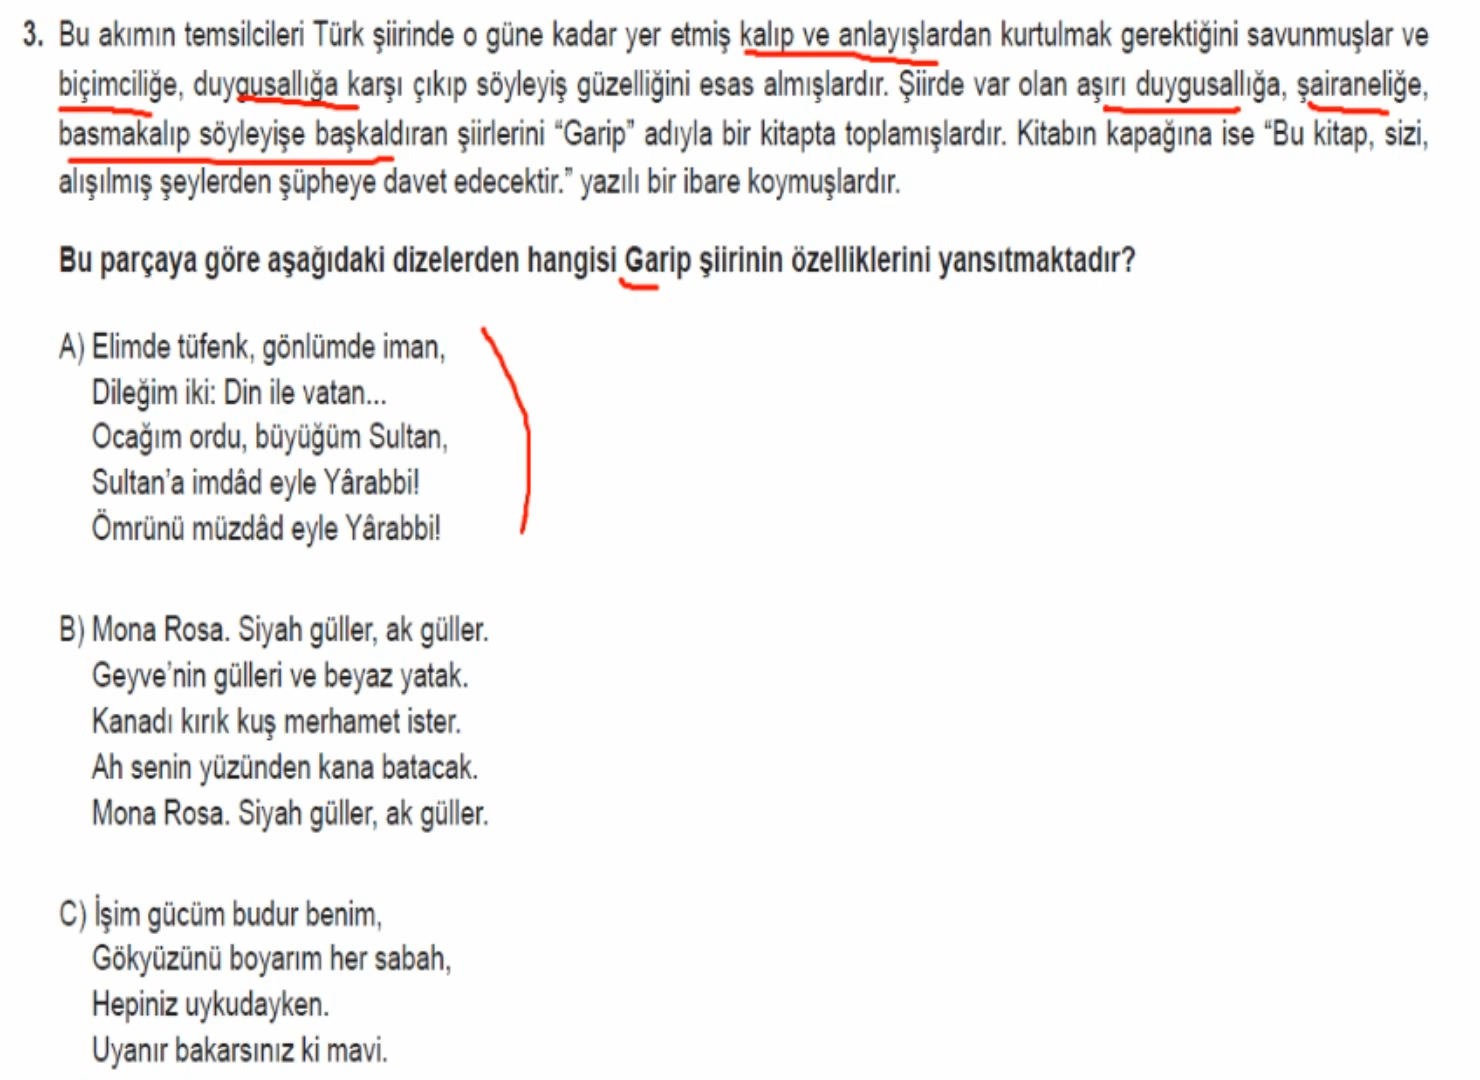 3. Bu akımın temsilcileri Türk şiirinde o güne kadar yer etmiş kalıp ve anlayışlardan kurtulmak gerektiğini savunmuşlar ve
biçimciliğe, duygusallığa karşı çıkıp söyleyiş güzelliğini esas almışlardır. Şiirde var olan aşırı duygusallığa, şairaneliğe,
basmakalıp söyleyişe başkaldıran şiirlerini “Garip” adıyla bir kitapta toplamışlardır. Kitabın kapağına ise “Bu kitap, sizi,
alışılmış şeylerden şüpheye davet edecektir.” yazılı bir ibare koymuşlardır.
Bu parçaya göre aşağıdaki dizelerden hangisi Garip şiirinin özelliklerini yansıtmaktadır?
A) Elimde tüfenk, gönlümde iman,
Dileğim iki: Din ile vatan...
Ocağım ordu, büyüğüm Sultan,
Sultan’a imdâd eyle Yârabbi!
Ömrünü müzdâd eyle Yârabbi!
B) Mona Rosa. Siyah güller, ak güller.
Geyve’nin gülleri ve beyaz yatak.
Kanadı kırık kuş merhamet ister.
Ah senin yüzünden kana batacak.
Mona Rosa. Siyah güller, ak güller.
C) İşim gücüm budur benim,
Gökyüzünü boyarım her sabah,
Hepiniz uykudayken.
Uyanır bakarsınız ki mavi.